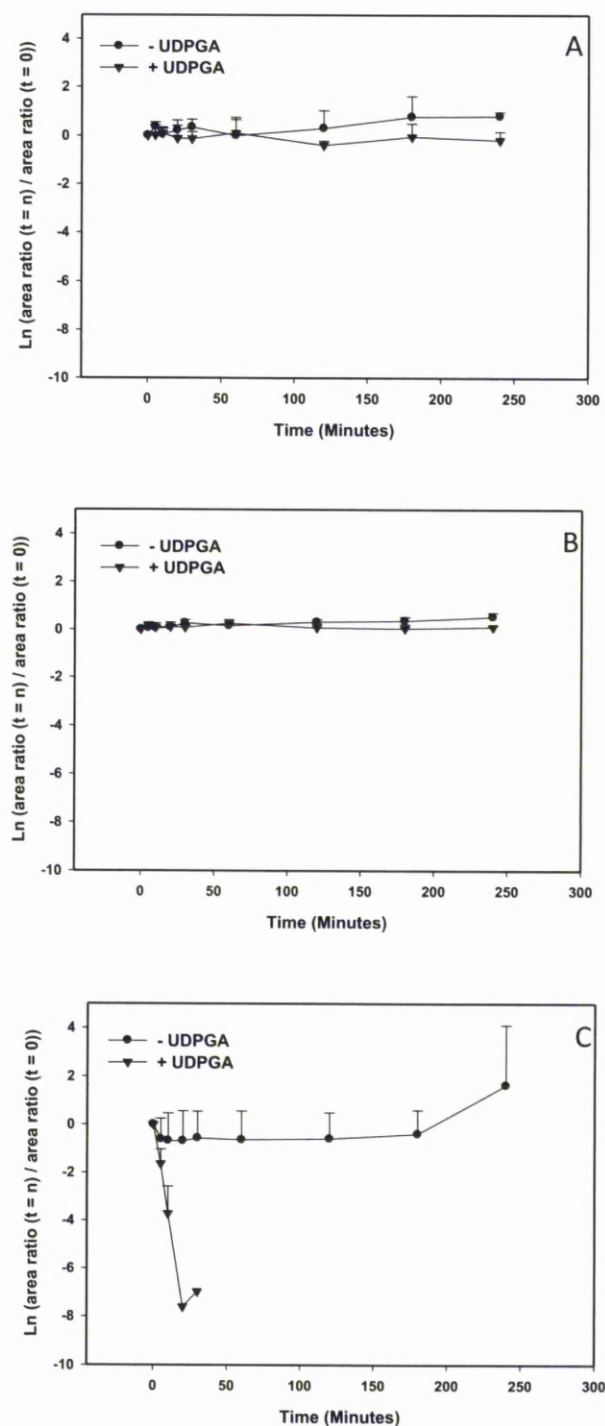 A
- UDPGA
+ UDPGA
4
2
0
-2
-4
-6
-8
-10
Ln (area ratio (t = n) / area ratio (t = 0))
0 50 100 150 200 250 300
Time (Minutes)
B
- UDPGA
+ UDPGA
4
2
0
-2
-4
-6
-8
-10
Ln (area ratio (t = n) / area ratio (t = 0))
0 50 100 150 200 250 300
Time (Minutes)
C
- UDPGA
+ UDPGA
4
2
0
-2
-4
-6
-8
-10
Ln (area ratio (t = n) / area ratio (t = 0))
0 50 100 150 200 250 300
Time (Minutes)